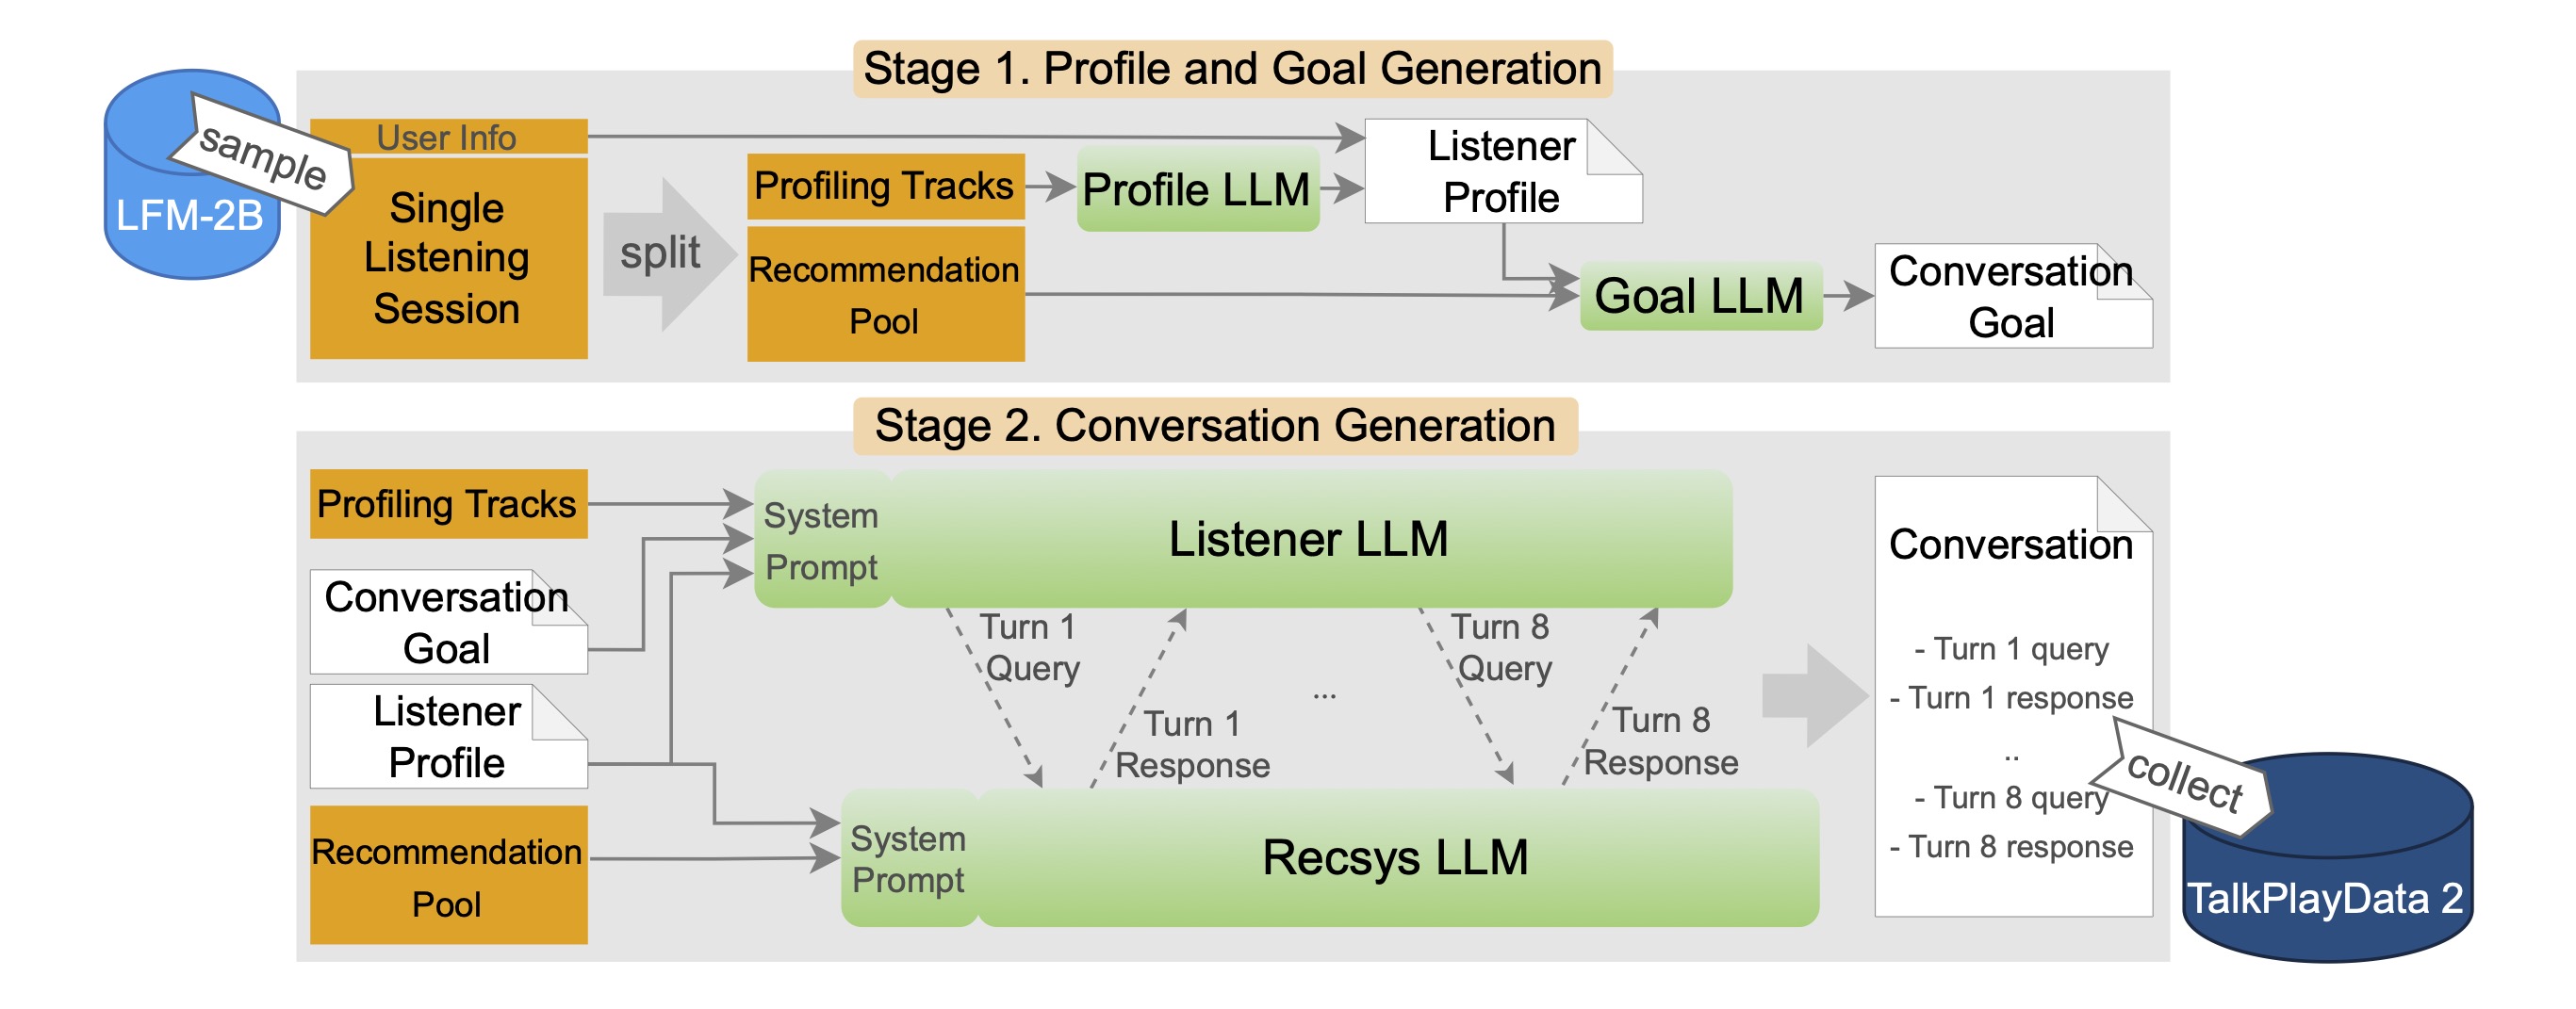 Stage 1. Profile and Goal Generation
LFM-2B
sample
User Info
Single
Listening
Session
split
Profiling Tracks
Recommendation
Pool
Profile LLM
Listener
Profile
Goal LLM
Conversation
Goal
Stage 2. Conversation Generation
Profiling Tracks
Conversation
Goal
Listener
Profile
Recommendation
Pool
System
Prompt
Listener LLM
Turn 1
Query
Turn 1
Response
...
Turn 8
Query
Turn 8
Response
System
Prompt
Recsys LLM
Conversation
- Turn 1 query
- Turn 1 response
..
- Turn 8 query
- Turn 8 response
collect
TalkPlayData 2